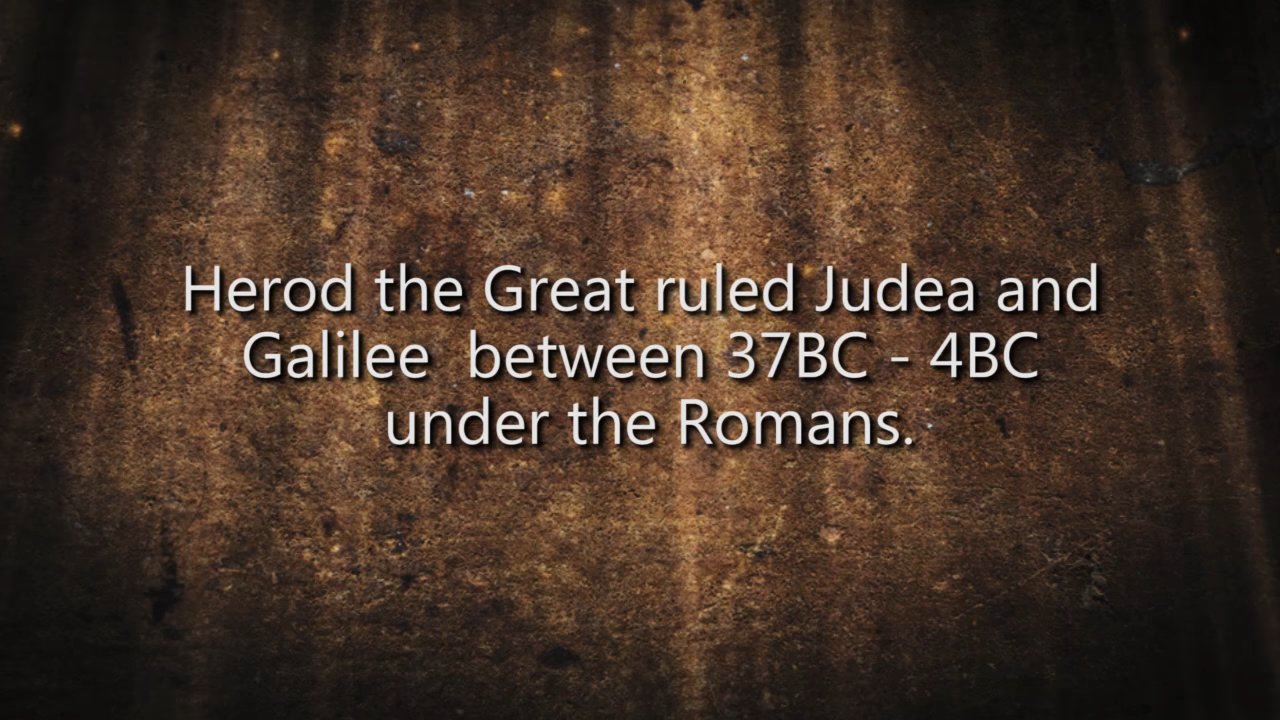 Herod the Great ruled Judea and
Galilee  between 37BC - 4BC
under the Romans.